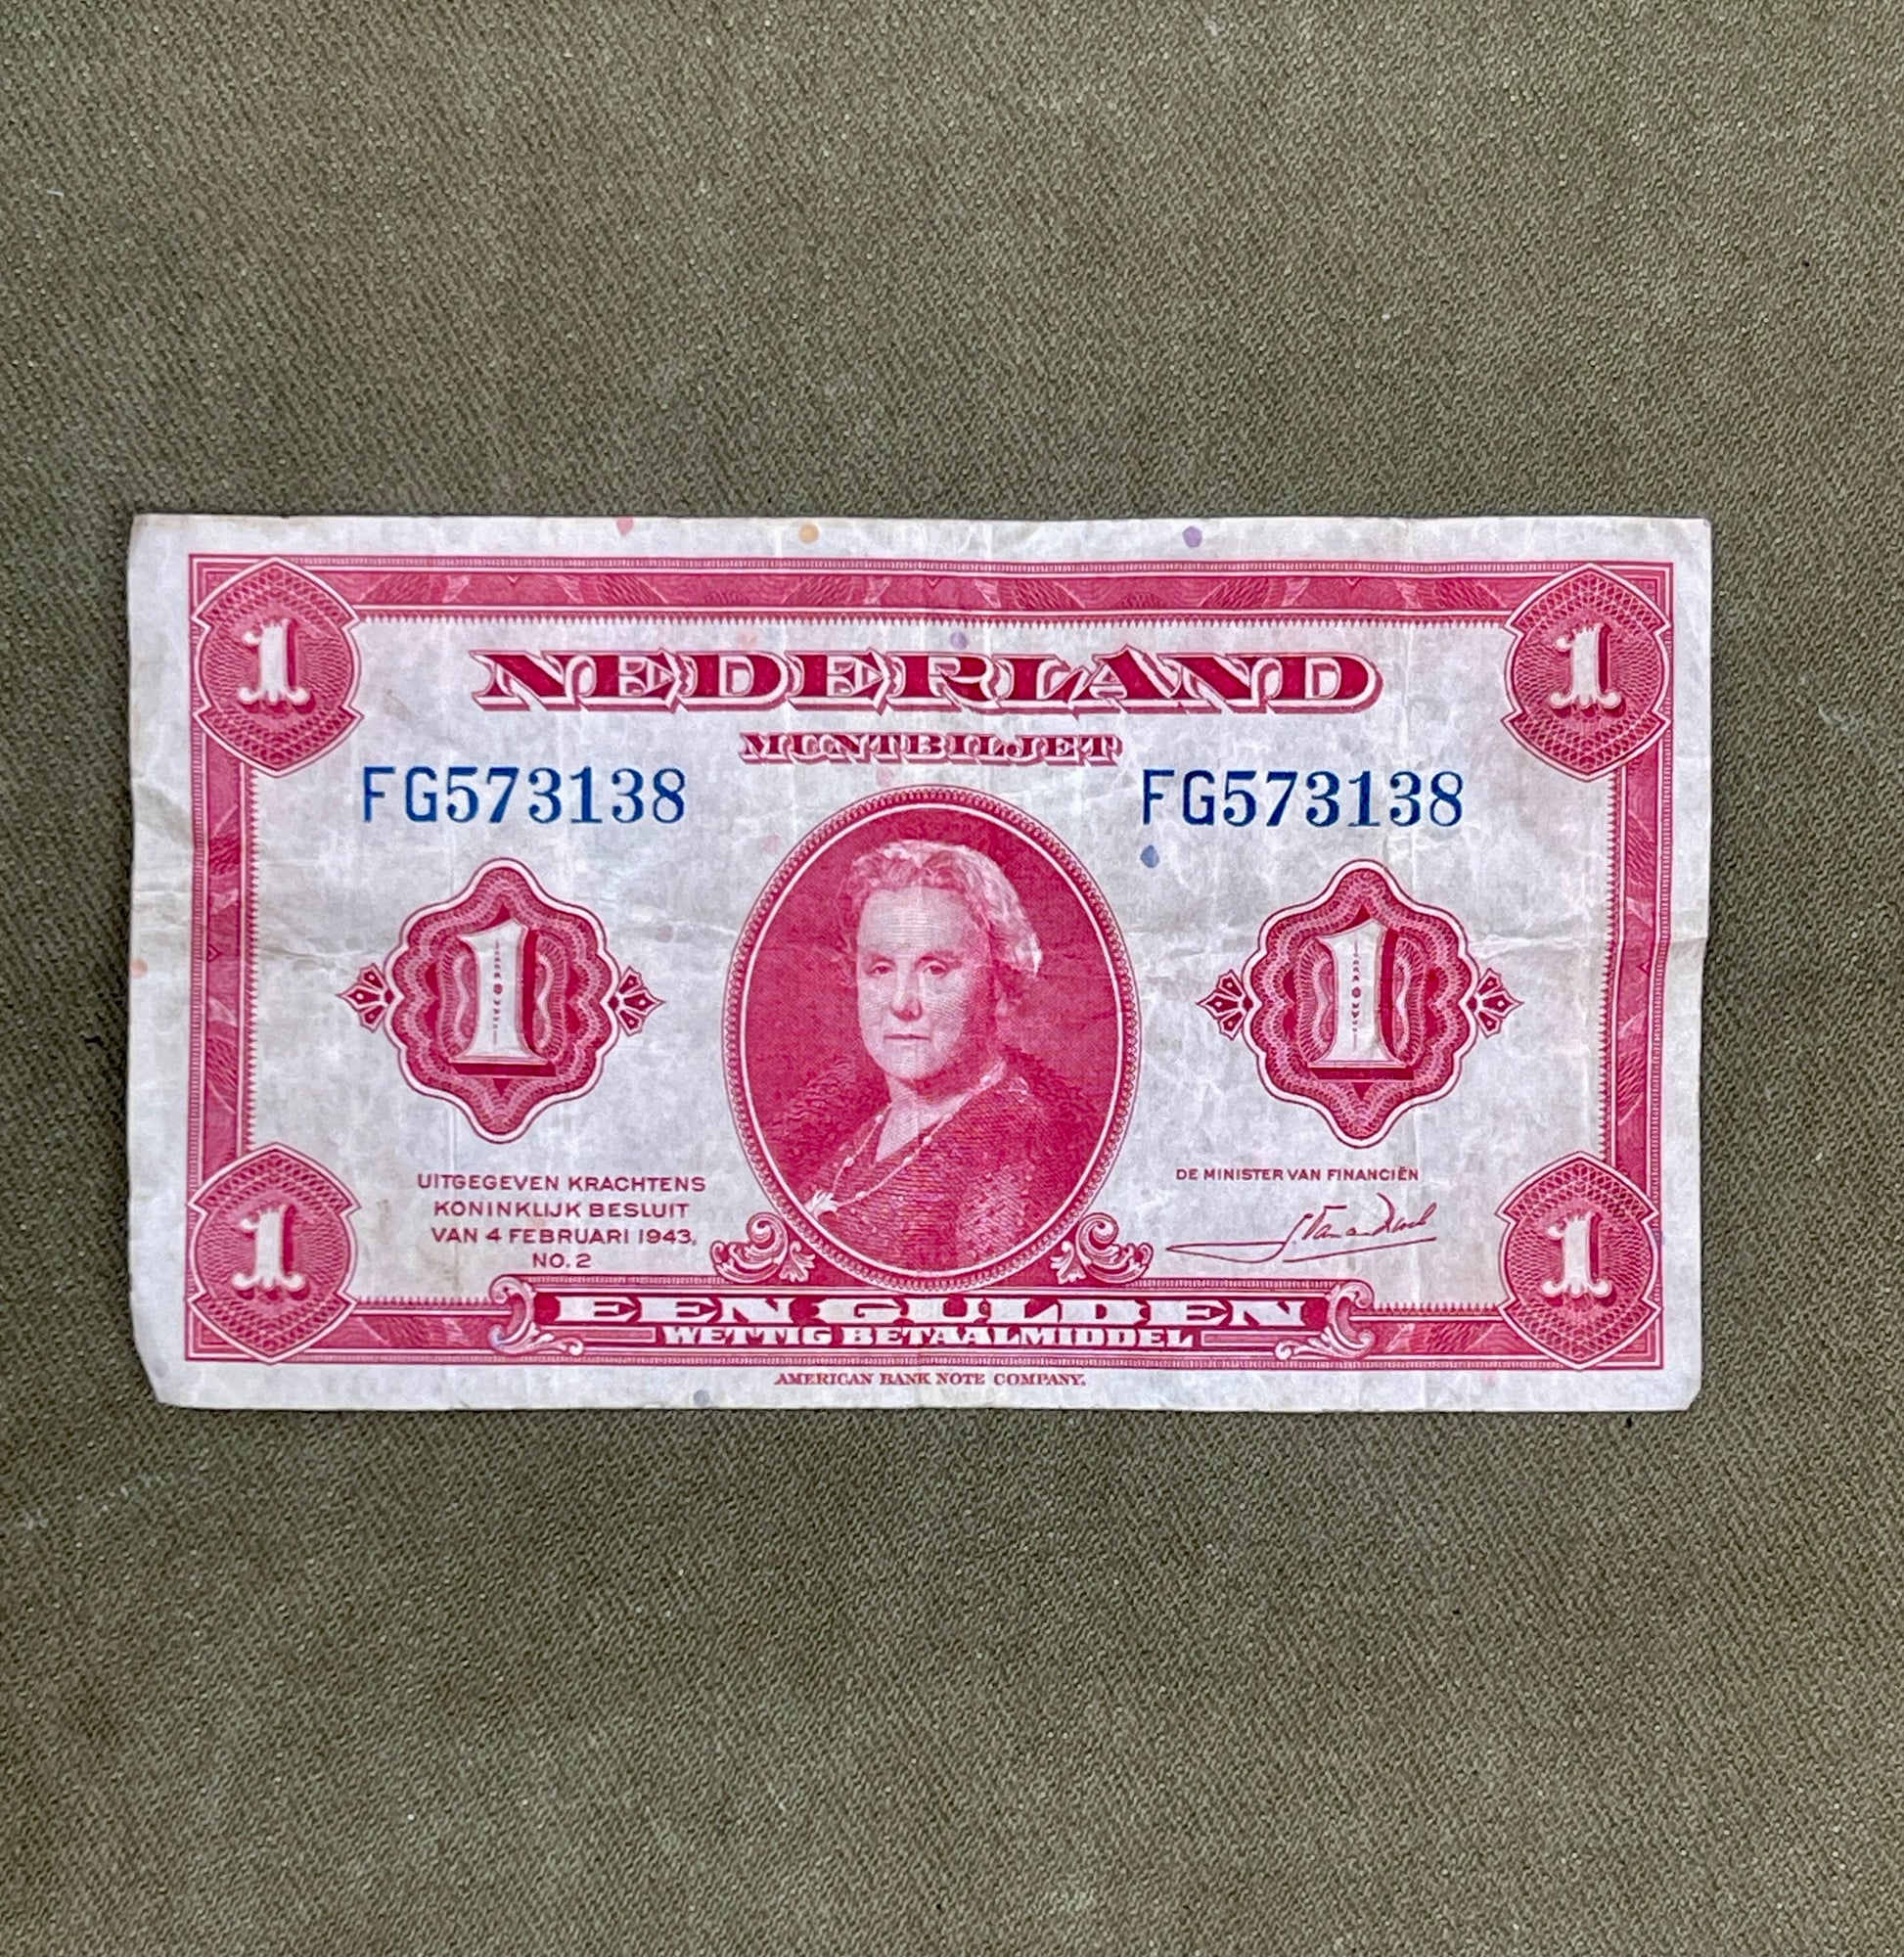 1 1
NEDERLAND
MUNTBILJET
FG573138 FG573138
1 1
UITGEGEVEN KRACHTENS
KONINKLIJK BESLUIT
VAN 4 FEBRUARI 1943,
NO. 2
DE MINISTER VAN FINANCIËN
1 1
EEN GULDEN
WETTIG BETAALMIDDEL
AMERICAN BANK NOTE COMPANY.